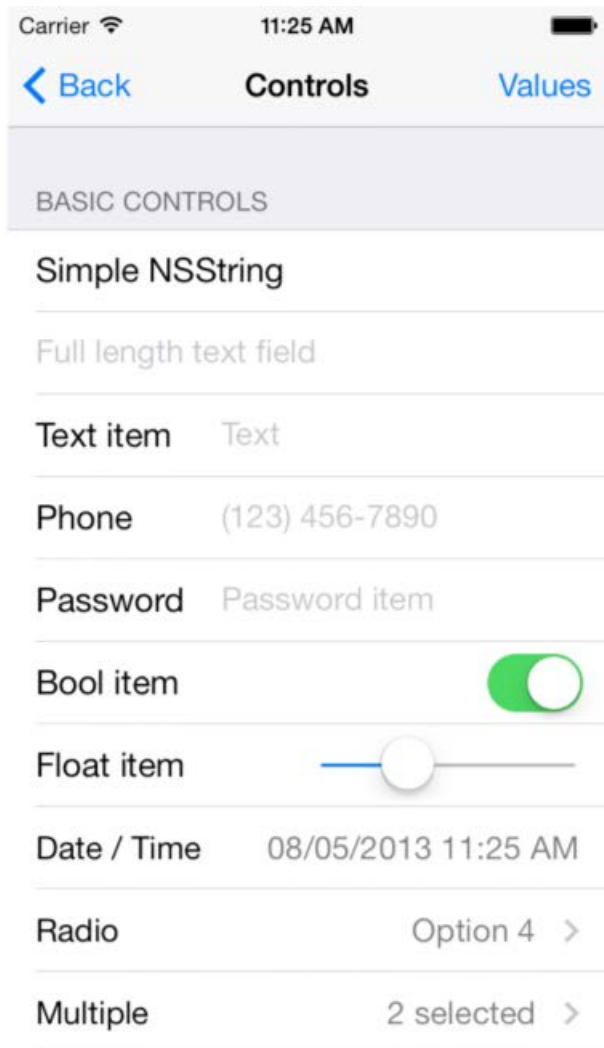 Carrier 11:25 AM
Back Controls Values
BASIC CONTROLS
Simple NSString
Full length text field
Text item Text
Phone (123) 456-7890
Password Password item
Bool item
Float item
Date / Time 08/05/2013 11:25 AM
Radio Option 4
Multiple 2 selected